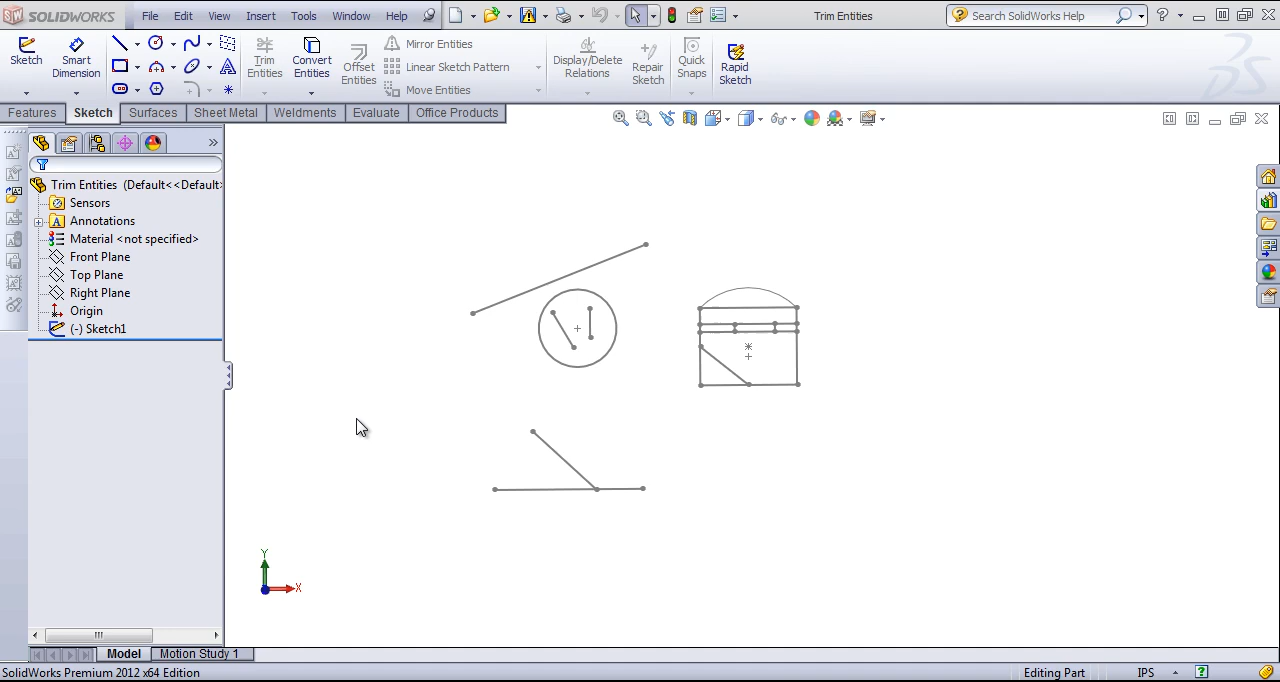 SOLIDWORKS File Edit View Insert Tools Window Help Trim Entities Search SolidWorks Help
Sketch Smart Dimension Trim Entities Convert Entities Offset Entities Mirror Entities Linear Sketch Pattern Move Entities Display/Delete Relations Repair Sketch Quick Snaps Rapid Sketch
Features Sketch Surfaces Sheet Metal Weldments Evaluate Office Products
Trim Entities (Default<<Default>
Sensors
Annotations
Material <not specified>
Front Plane
Top Plane
Right Plane
Origin
(-) Sketch1
Y
X
Model Motion Study 1
SolidWorks Premium 2012 x64 Edition Editing Part IPS